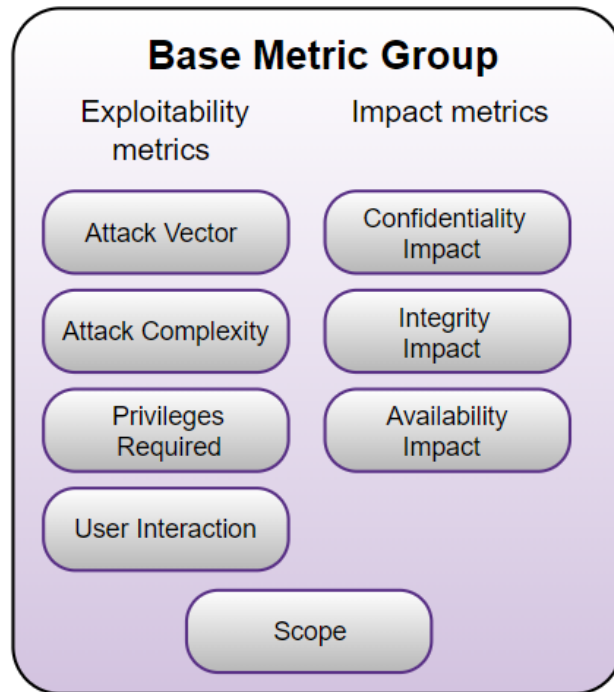 Base Metric Group
Exploitability
metrics
Impact metrics
Attack Vector
Attack Complexity
Privileges
Required
User Interaction
Confidentiality
Impact
Integrity
Impact
Availability
Impact
Scope